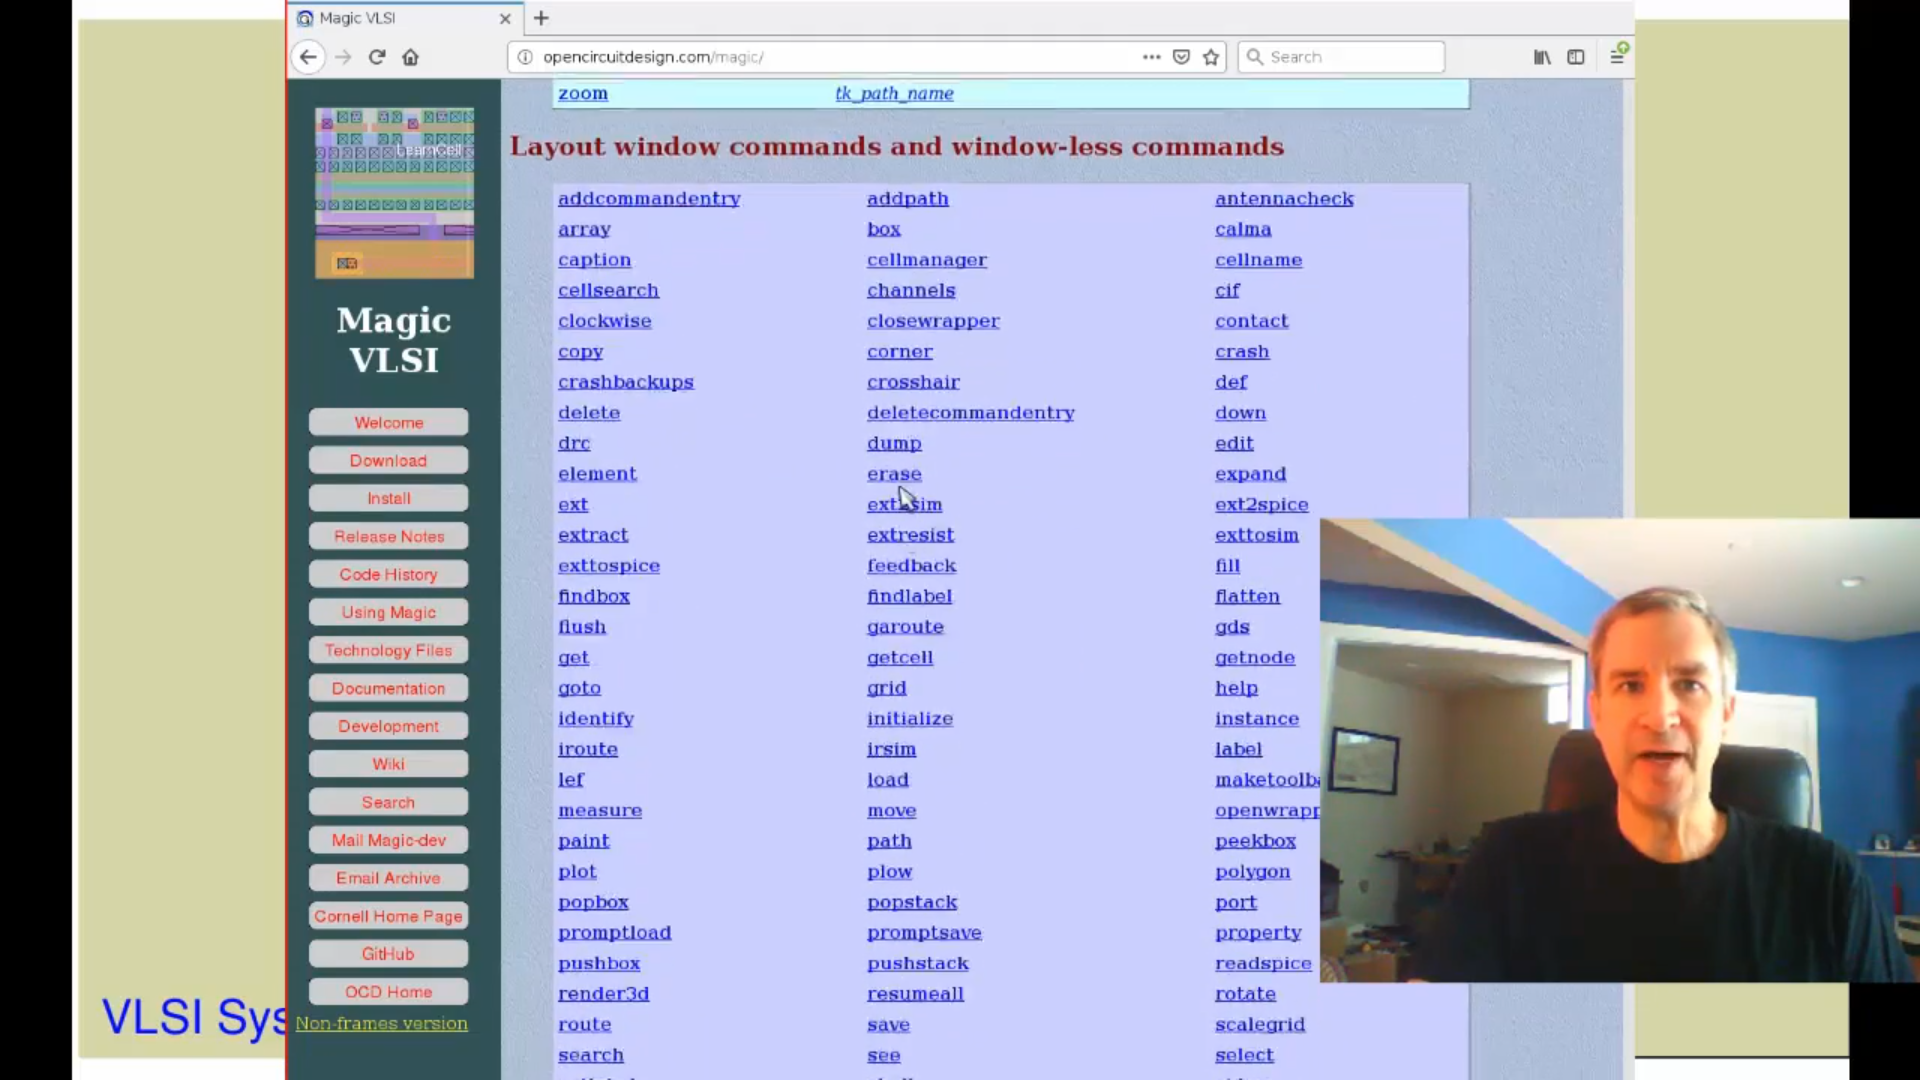 Magic VLSI
opencircuitdesign.com/magic/
Search
zoom tk_path_name
Layout window commands and window-less commands
addcommandentry addpath antennacheck
array box calma
caption cellmanager cellname
cellsearch channels cif
clockwise closewrapper contact
copy corner crash
crashbackups crosshair def
delete deletecommandentry down
drc dump edit
element erase expand
ext ext2sim ext2spice
extract extresist exttosim
exttospice feedback fill
findbox findlabel flatten
flush garoute gds
get getcell getnode
goto grid help
identify initialize instance
iroute irsim label
lef load maketoolba
measure move openwrapp
paint path peekbox
plot plow polygon
popbox popstack port
promptload promptsave property
pushbox pushstack readspice
render3d resumeall rotate
route save scalegrid
search see select
Magic
VLSI
Welcome
Download
Install
Release Notes
Code History
Using Magic
Technology Files
Documentation
Development
Wiki
Search
Mail Magic-dev
Email Archive
Cornell Home Page
GitHub
OCD Home
Non-frames version
VLSI Sys